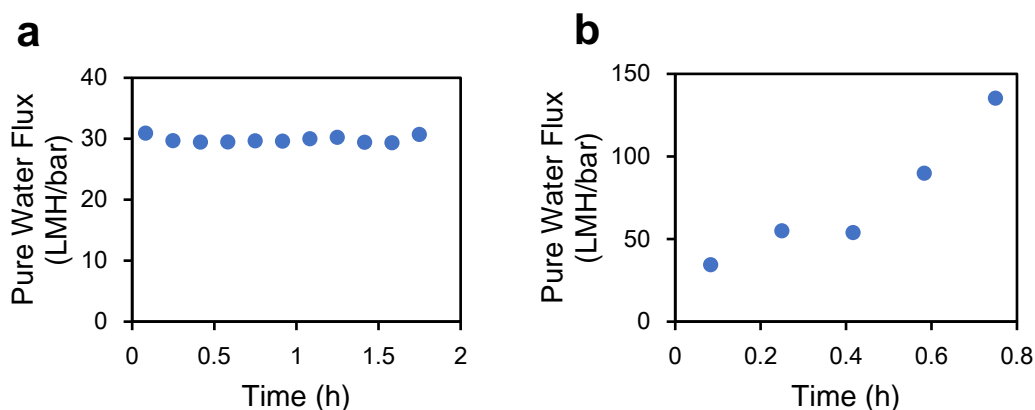 a
Pure Water Flux
(LMH/bar)
40
30
20
10
0
0 0.5 1 1.5 2
Time (h)
b
Pure Water Flux
(LMH/bar)
150
100
50
0
0 0.2 0.4 0.6 0.8
Time (h)